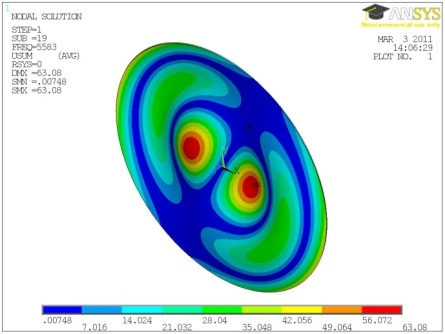 1
NODAL SOLUTION
STEP=1
SUB =19
FREQ=5583
USUM (AVG)
RSYS=0
DMX =63.08
SMN =.00748
SMX =63.08
ANSYS
Noncommercial use only
MAR 3 2011
14:06:29
PLOT NO. 1
.00748 14.024 28.04 42.056 56.072
7.016 21.032 35.048 49.064 63.08